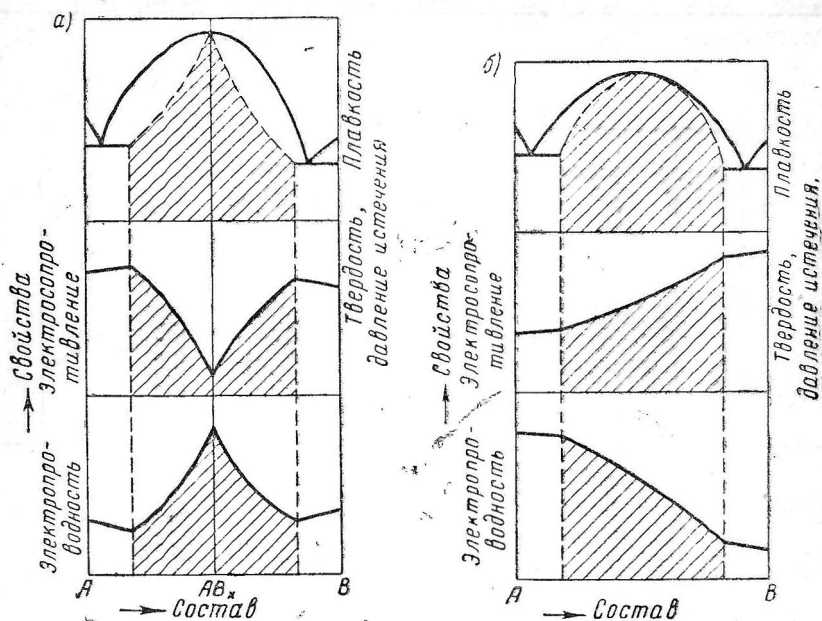 а)
Плавкость
Твердость,
давление истечения
Свойства
Электросопро-
тивление
Электропро-
водность
A
ABₓ
B
Состав
б)
Плавкость
Твердость,
давление истечения.
Свойства
Электросопро-
тивление
Электропро-
водность
A
B
Состав